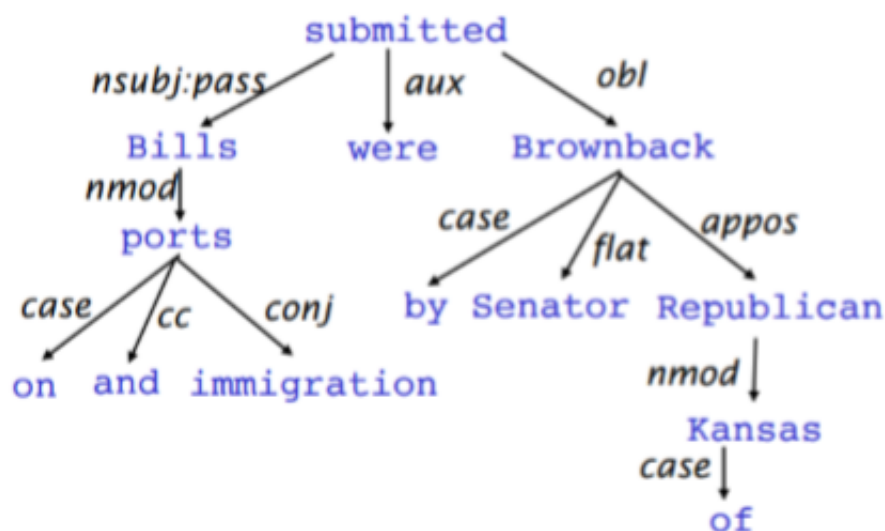 submitted
nsubj:pass aux obl
Bills were Brownback
nmod case flat appos
ports
case cc conj by Senator Republican
on and immigration nmod
Kansas
case
of